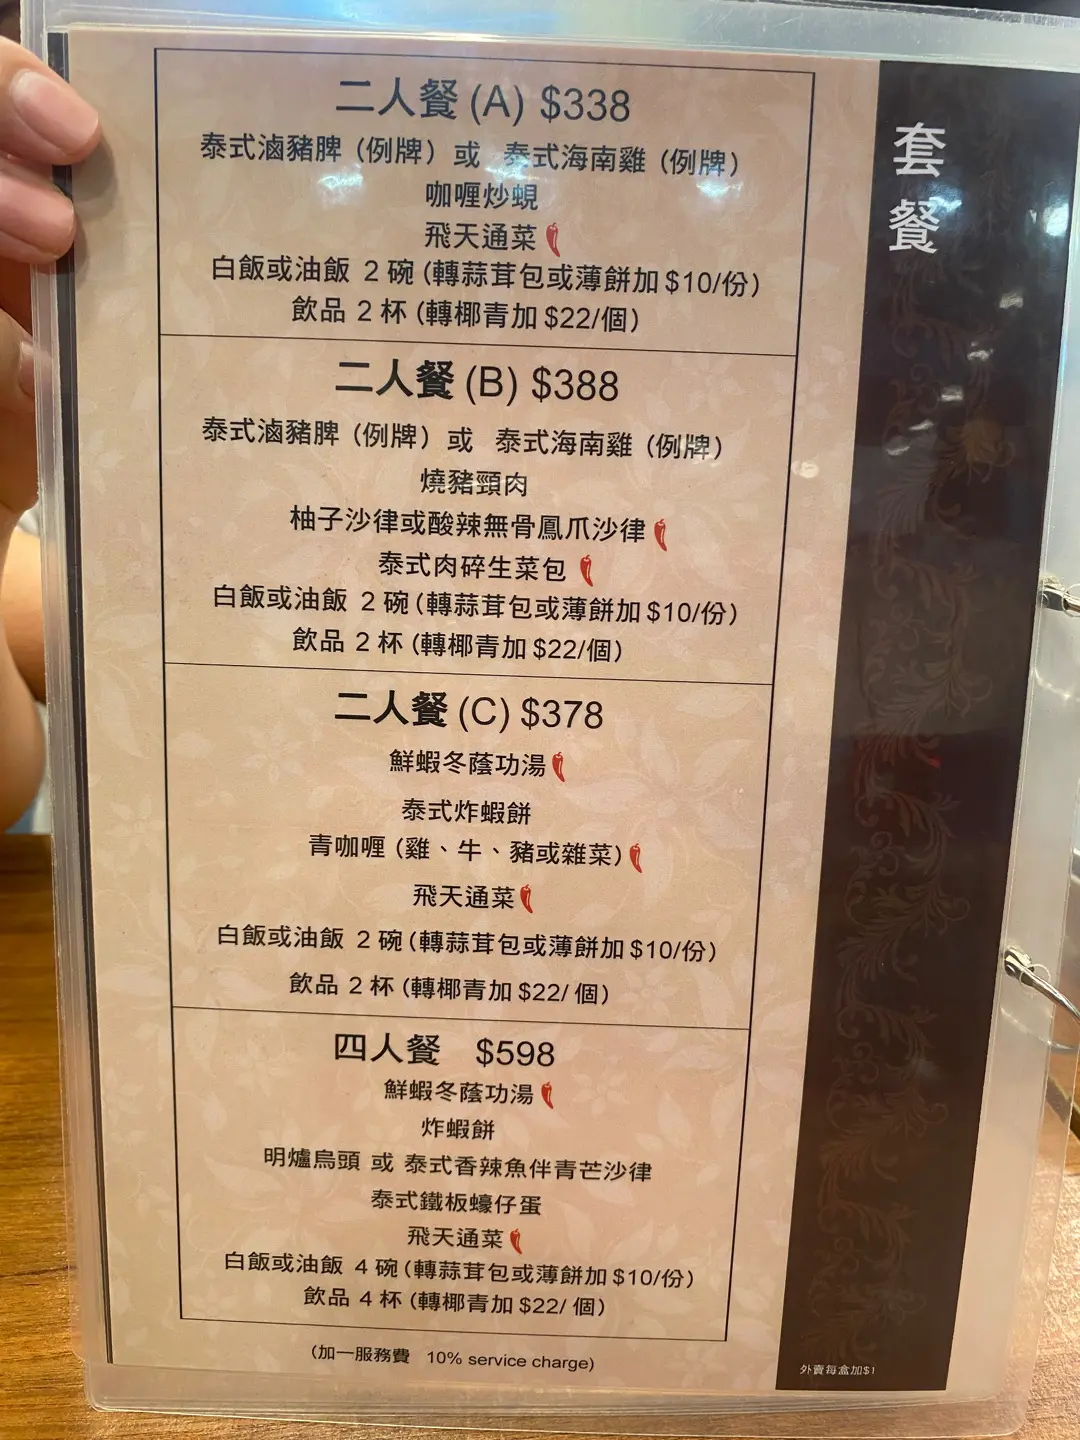 二人餐 (A) $338
泰式滷豬脾 (例牌) 或 泰式海南雞 (例牌)
咖喱炒蜆
飛天通菜
白飯或油飯 2 碗 (轉蒜茸包或薄餅加 $10/份)
飲品 2 杯 (轉椰青加 $22/個)
二人餐 (B) $388
泰式滷豬脾 (例牌) 或 泰式海南雞 (例牌)
燒豬頸肉
柚子沙律或酸辣無骨鳳爪沙律
泰式肉碎生菜包
白飯或油飯 2 碗 (轉蒜茸包或薄餅加 $10/份)
飲品 2 杯 (轉椰青加 $22/個)
二人餐 (C) $378
鮮蝦冬蔭功湯
泰式炸蝦餅
青咖喱 (雞、牛、豬或雜菜)
飛天通菜
白飯或油飯 2 碗 (轉蒜茸包或薄餅加 $10/份)
飲品 2 杯 (轉椰青加 $22/ 個)
四人餐 $598
鮮蝦冬蔭功湯
炸蝦餅
明爐烏頭 或 泰式香辣魚伴青芒沙律
泰式鐵板蠔仔蛋
飛天通菜
白飯或油飯 4 碗 (轉蒜茸包或薄餅加 $10/份)
飲品 4 杯 (轉椰青加 $22/ 個)
(加一服務費 10% service charge)
套餐
外賣每盒加$1